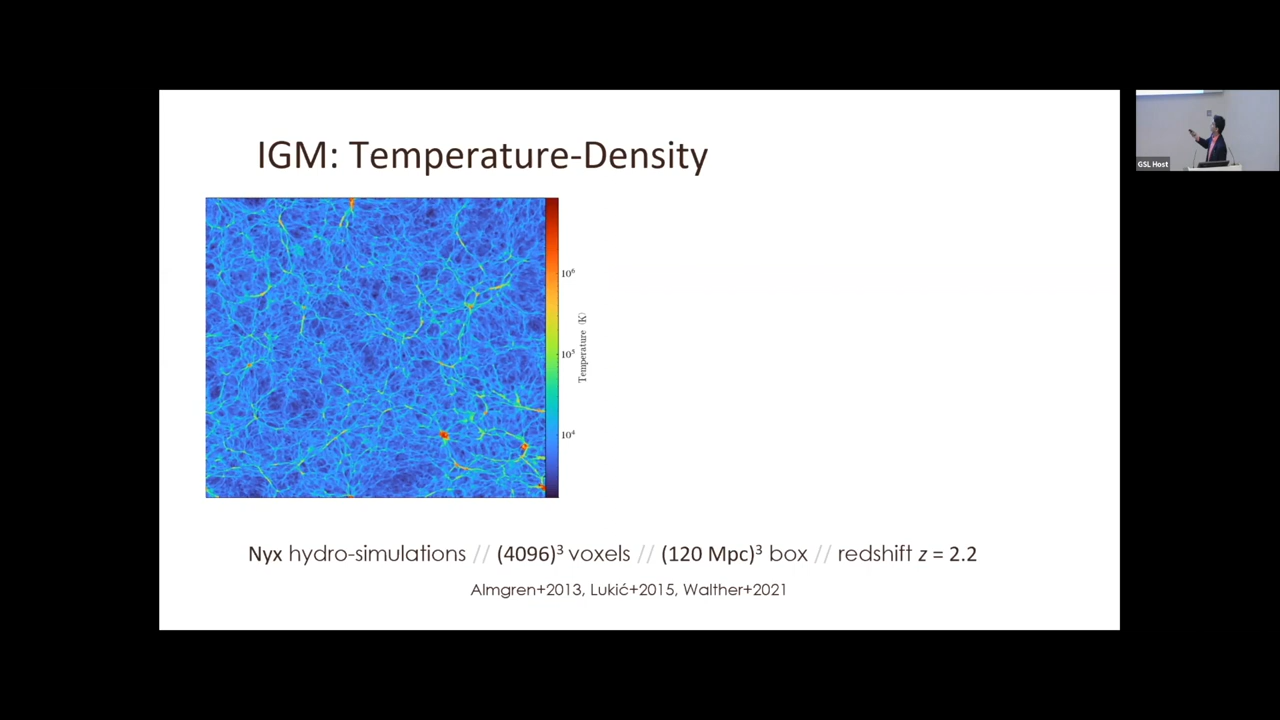 IGM: Temperature-Density
10⁶
10⁵
10⁴
Temperature (K)
Nyx hydro-simulations // (4096)³ voxels // (120 Mpc)³ box // redshift z = 2.2
Almgren+2013, Lukić+2015, Walther+2021
GSL Host